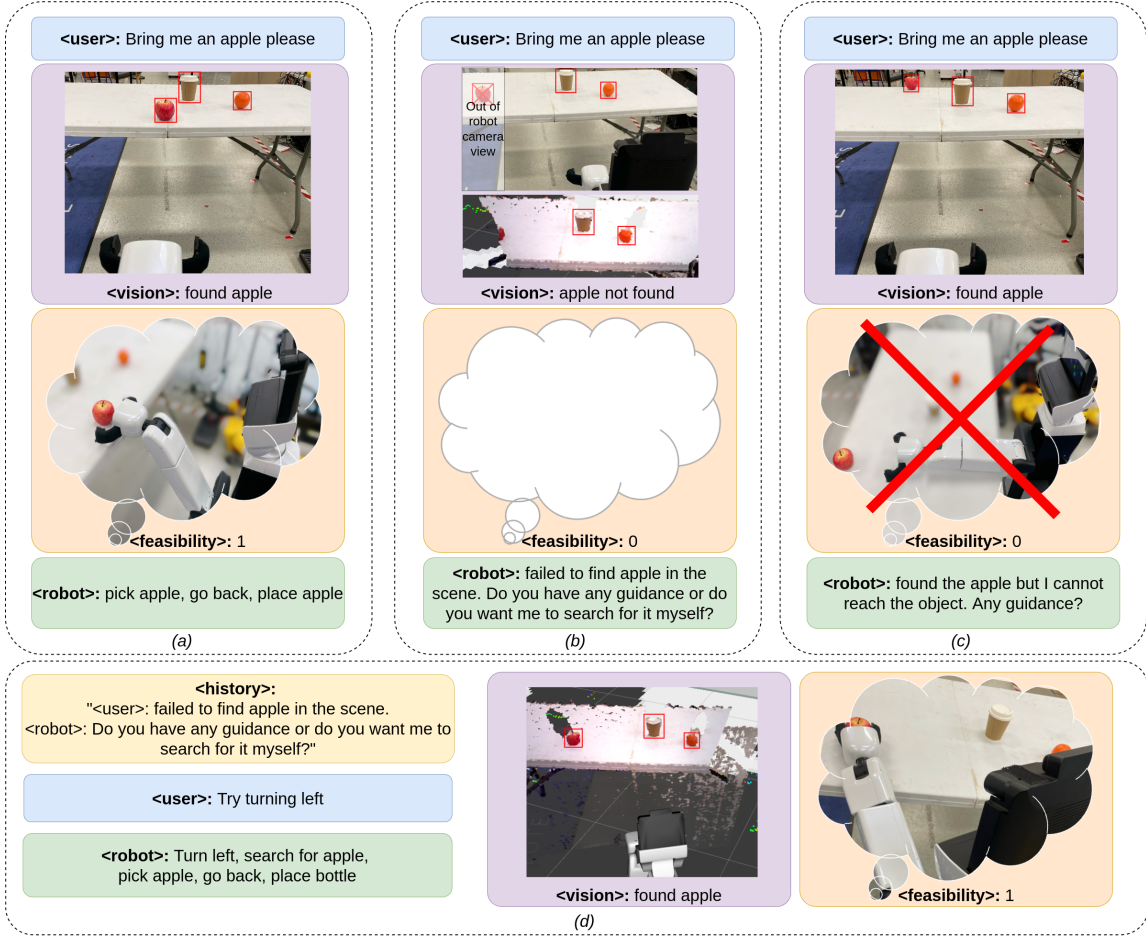 <user>: Bring me an apple please
<vision>: found apple
<feasibility>: 1
<robot>: pick apple, go back, place apple
(a)
<user>: Bring me an apple please
Out of
robot
camera
view
<vision>: apple not found
<feasibility>: 0
<robot>: failed to find apple in the
scene. Do you have any guidance or do
you want me to search for it myself?
(b)
<user>: Bring me an apple please
<vision>: found apple
<feasibility>: 0
<robot>: found the apple but I cannot
reach the object. Any guidance?
(c)
<history>:
"<user>: failed to find apple in the scene.
<robot>: Do you have any guidance or do you want me to
search for it myself?"
<user>: Try turning left
<robot>: Turn left, search for apple,
pick apple, go back, place bottle
<vision>: found apple
<feasibility>: 1
(d)